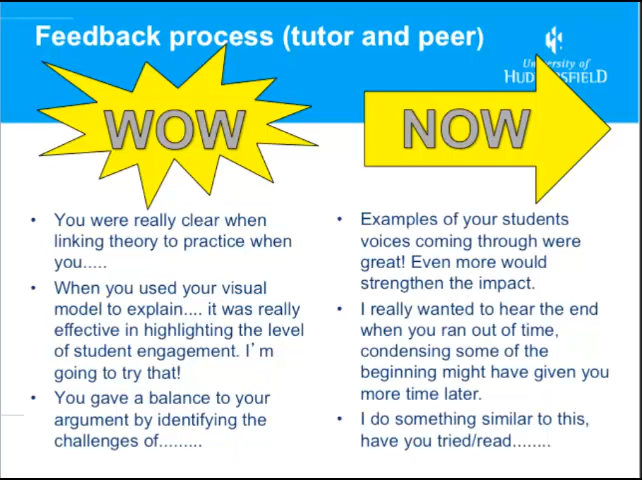 Feedback process (tutor and peer)
University of
HUDDERSFIELD
WOW
NOW
• You were really clear when
linking theory to practice when
you.....
• When you used your visual
model to explain.... it was really
effective in highlighting the level
of student engagement. I'm
going to try that!
• You gave a balance to your
argument by identifying the
challenges of.........
• Examples of your students
voices coming through were
great! Even more would
strengthen the impact.
• I really wanted to hear the end
when you ran out of time,
condensing some of the
beginning might have given you
more time later.
• I do something similar to this,
have you tried/read........